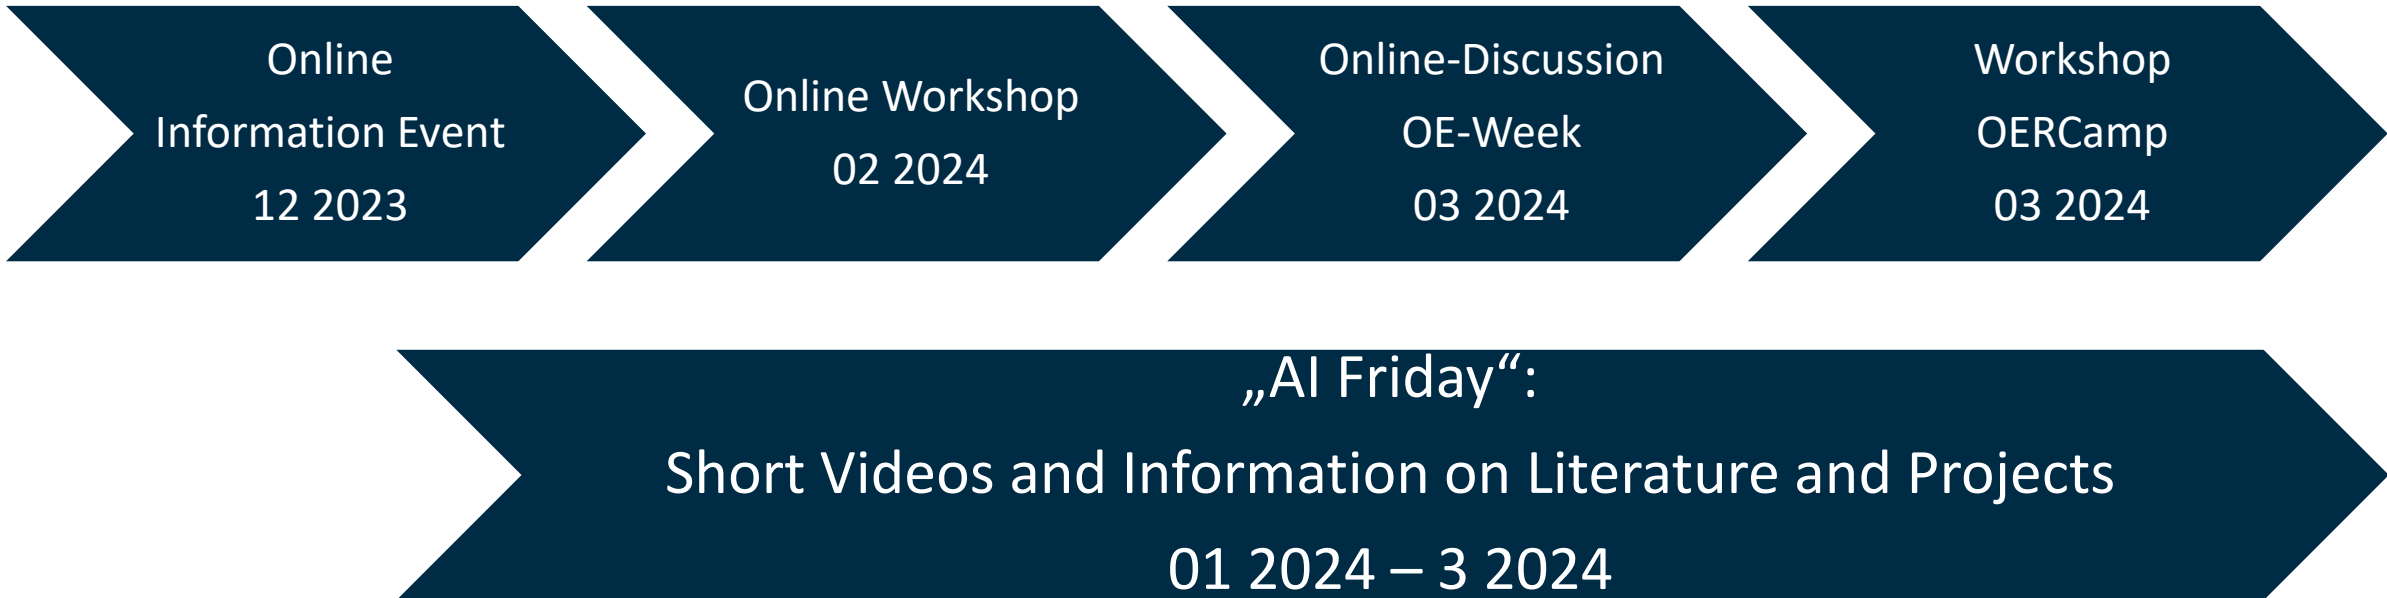 Online
Information Event
12 2023
Online Workshop
02 2024
Online-Discussion
OE-Week
03 2024
Workshop
OERCamp
03 2024
„AI Friday“:
Short Videos and Information on Literature and Projects
01 2024 – 3 2024